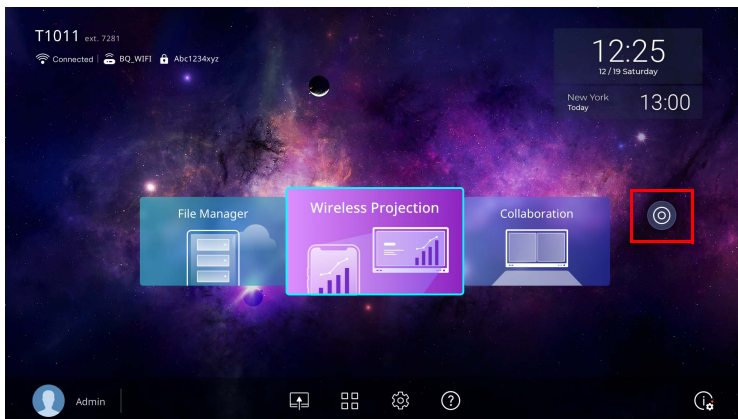 T1011 ext. 7281
Connected BQ_WIFI Abc1234xyz
12:25
12 / 19 Saturday
New York
Today
13:00
File Manager
Wireless Projection
Collaboration
Admin